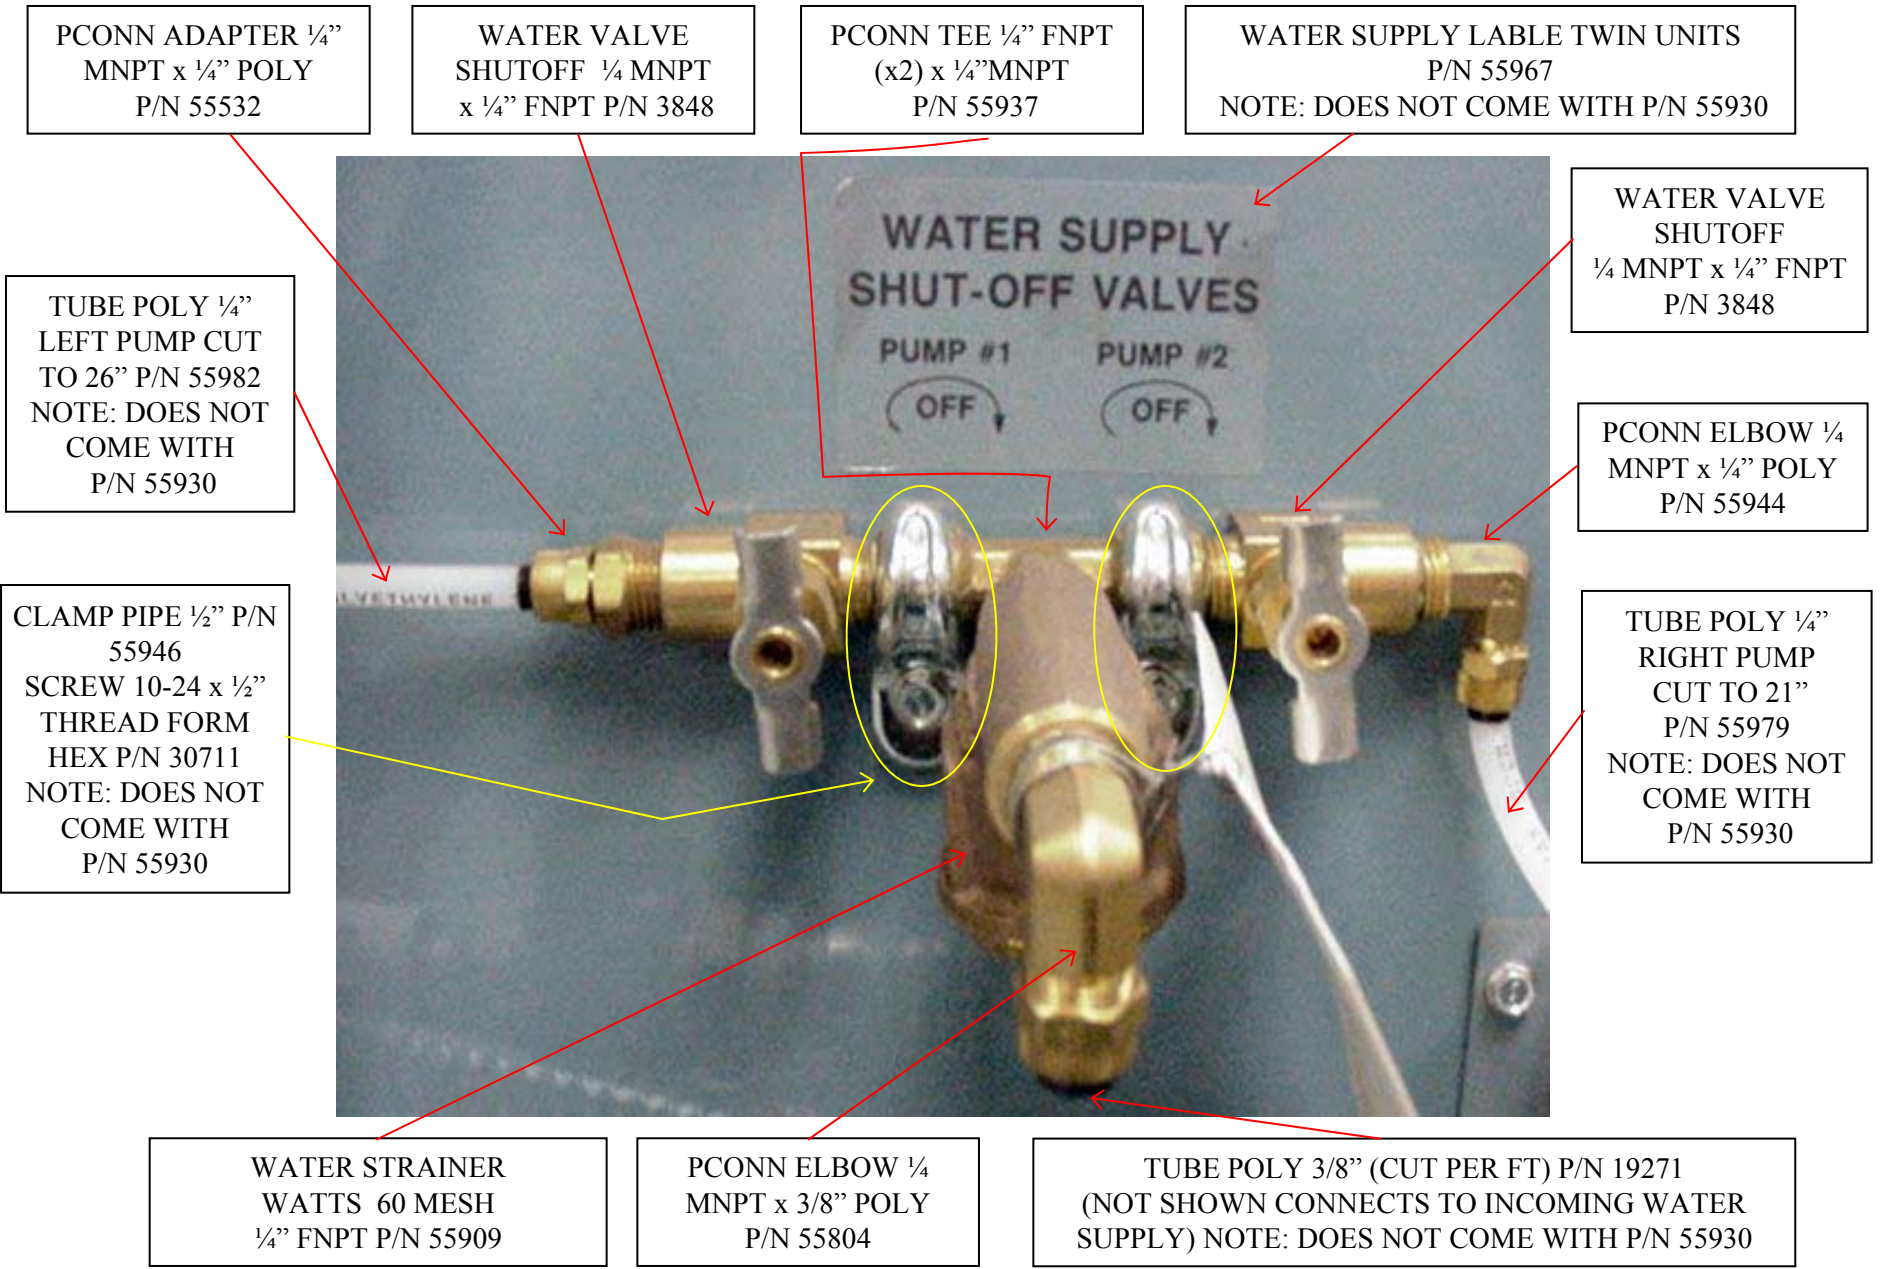 PCONN ADAPTER ¼”
MNPT x ¼” POLY
P/N 55532
WATER VALVE
SHUTOFF ¼ MNPT
x ¼” FNPT P/N 3848
PCONN TEE ¼” FNPT
(x2) x ¼”MNPT
P/N 55937
WATER SUPPLY LABLE TWIN UNITS
P/N 55967
NOTE: DOES NOT COME WITH P/N 55930
WATER VALVE
SHUTOFF
¼ MNPT x ¼” FNPT
P/N 3848
TUBE POLY ¼”
LEFT PUMP CUT
TO 26” P/N 55982
NOTE: DOES NOT
COME WITH
P/N 55930
WATER SUPPLY
SHUT-OFF VALVES
PUMP #1 PUMP #2
OFF OFF
PCONN ELBOW ¼
MNPT x ¼” POLY
P/N 55944
CLAMP PIPE ½” P/N
55946
SCREW 10-24 x ½”
THREAD FORM
HEX P/N 30711
NOTE: DOES NOT
COME WITH
P/N 55930
TUBE POLY ¼”
RIGHT PUMP
CUT TO 21”
P/N 55979
NOTE: DOES NOT
COME WITH
P/N 55930
WATER STRAINER
WATTS 60 MESH
¼” FNPT P/N 55909
PCONN ELBOW ¼
MNPT x 3/8” POLY
P/N 55804
TUBE POLY 3/8” (CUT PER FT) P/N 19271
(NOT SHOWN CONNECTS TO INCOMING WATER
SUPPLY) NOTE: DOES NOT COME WITH P/N 55930